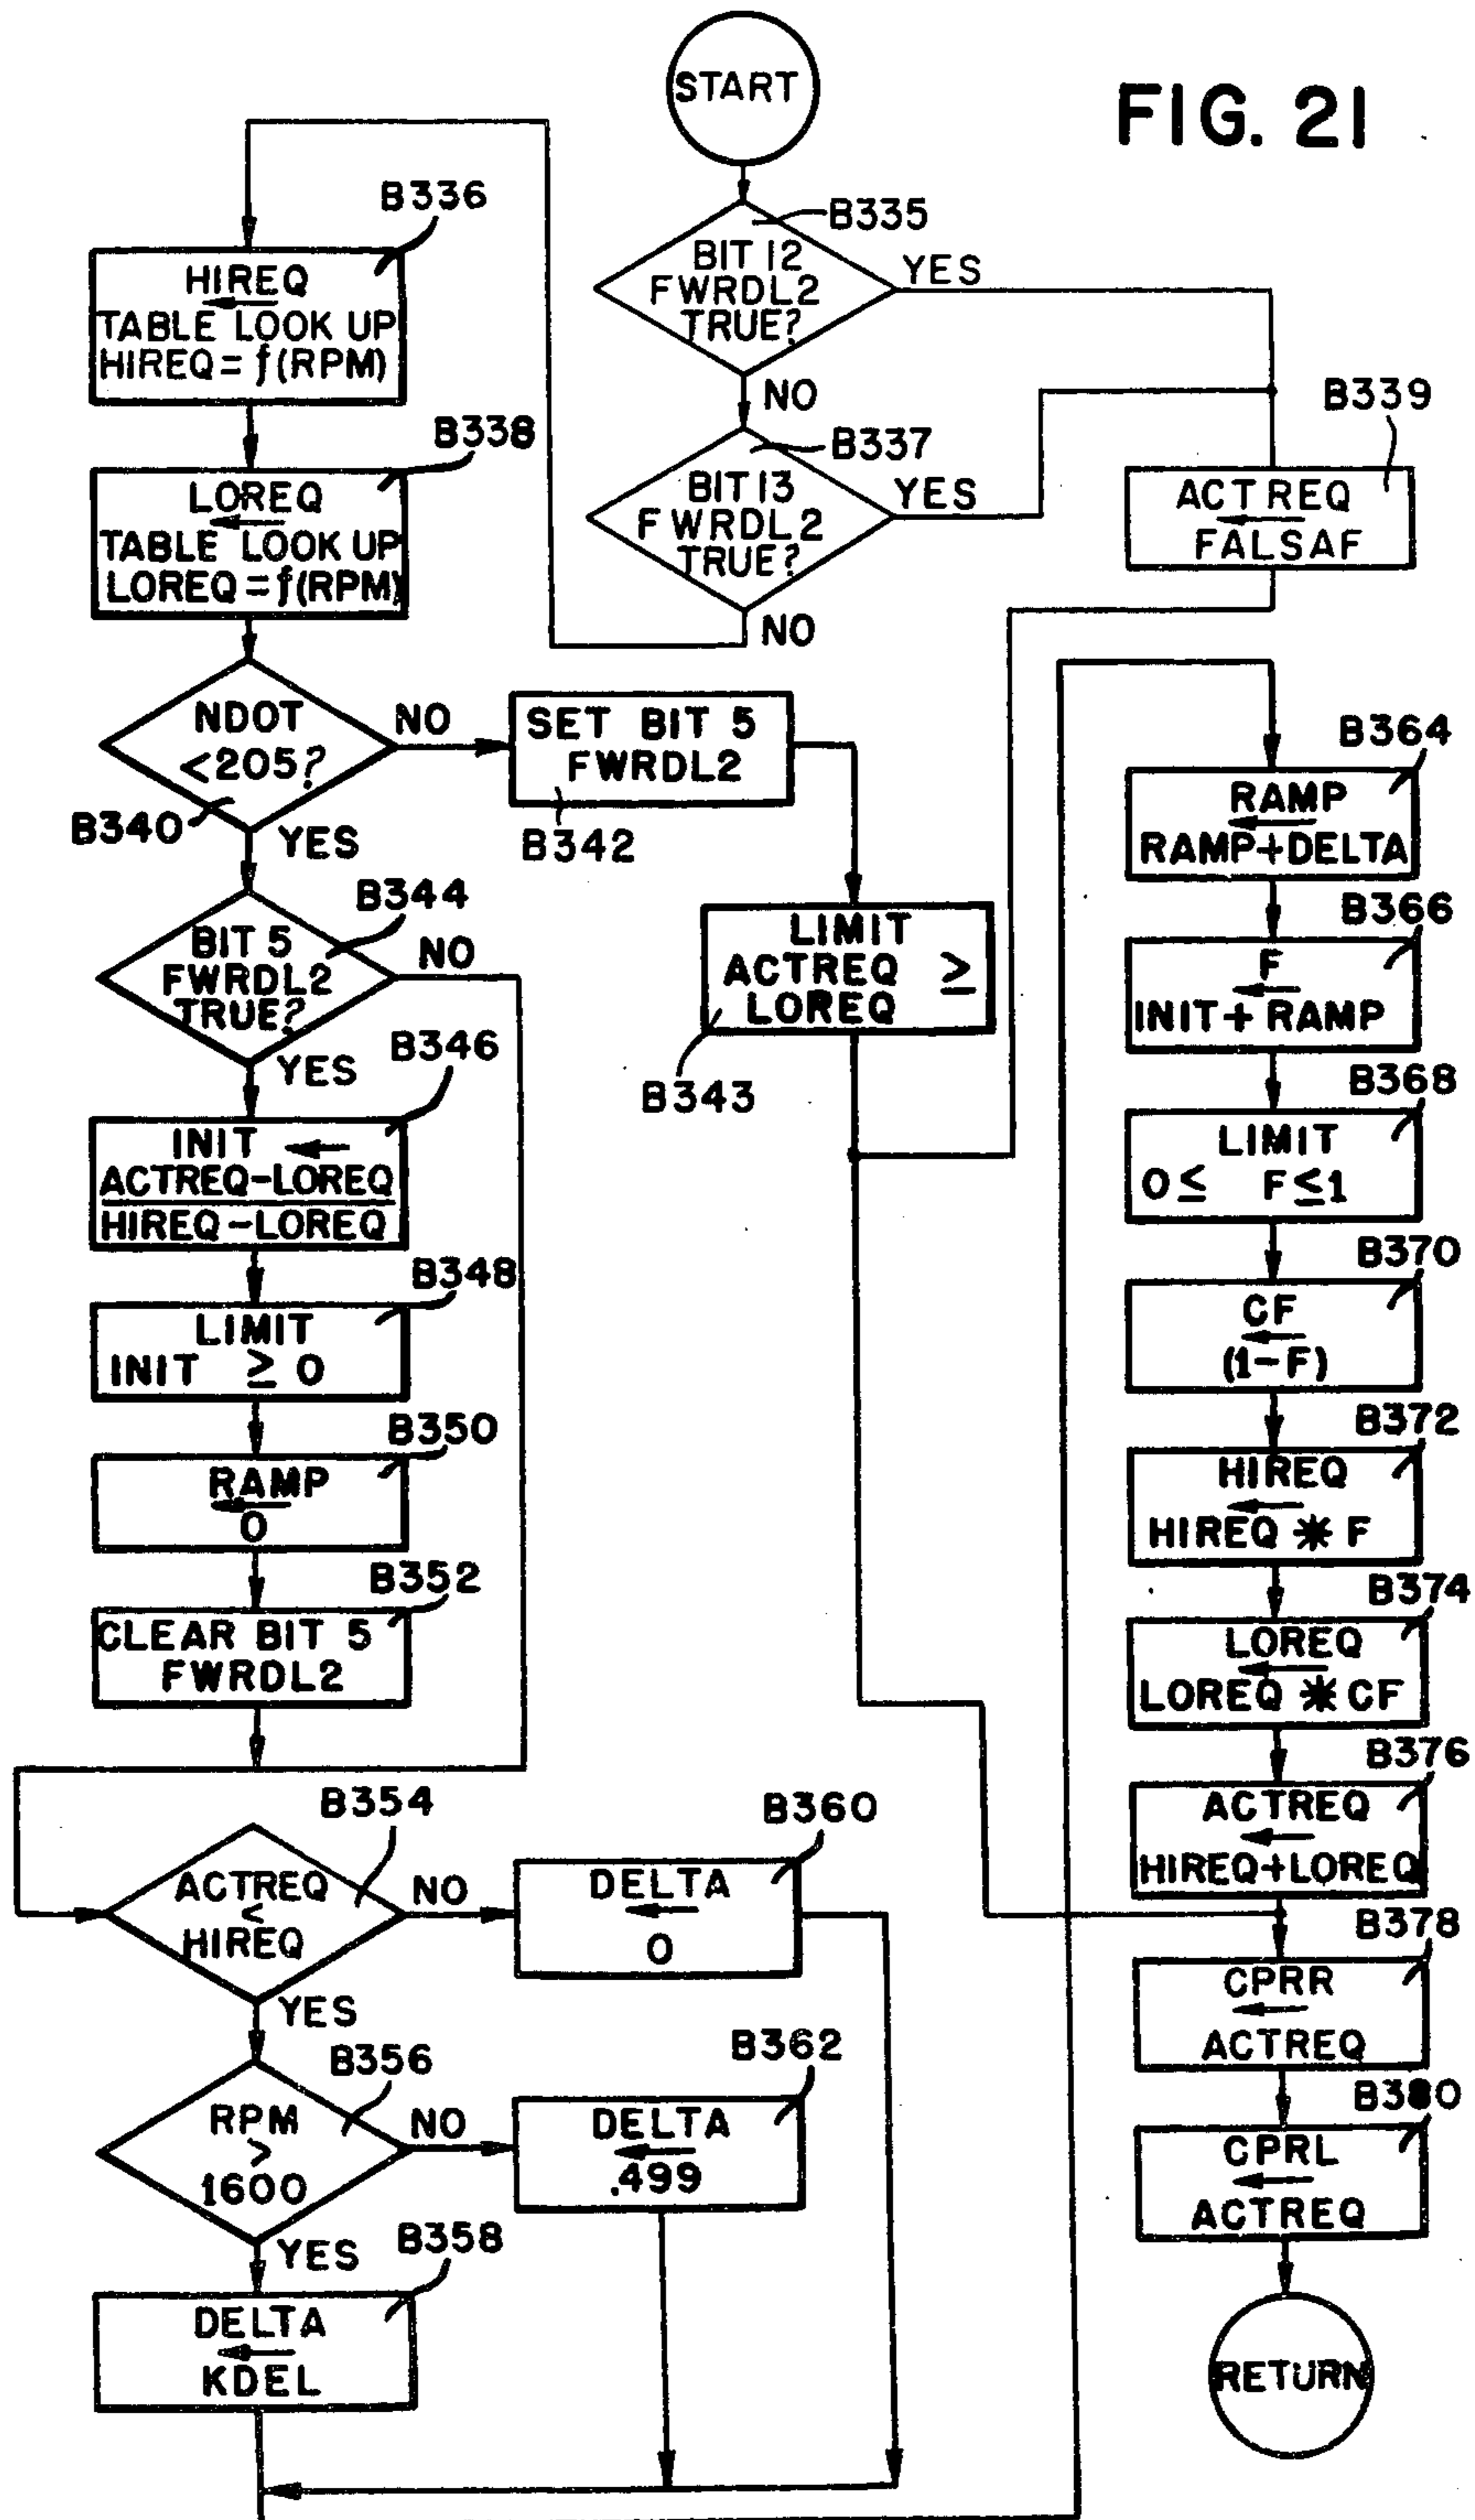 FIG. 21
START
B335
BIT 12
FWRDL2
TRUE?
YES
NO
B337
BIT 13
FWRDL2
TRUE?
YES
NO
B339
ACTREQ
←
FALSAF
B336
HIREQ
←
TABLE LOOK UP
HIREQ = f(RPM)
B338
LOREQ
←
TABLE LOOK UP
LOREQ = f(RPM)
NDOT
<205?
B340
NO
YES
SET BIT 5
FWRDL2
B342
LIMIT
ACTREQ ≥
LOREQ
B343
B344
BIT 5
FWRDL2
TRUE?
NO
YES
B346
INIT ←
ACTREQ-LOREQ
HIREQ-LOREQ
B348
LIMIT
INIT ≥ 0
B350
RAMP
←
0
B352
CLEAR BIT 5
FWRDL2
B354
ACTREQ
<
HIREQ
NO
YES
B360
DELTA
←
0
B356
RPM
>
1600
NO
YES
B362
DELTA
←
.499
B358
DELTA
←
KDEL
B364
RAMP
←
RAMP+DELTA
B366
F
←
INIT + RAMP
B368
LIMIT
0 ≤ F ≤ 1
B370
CF
←
(1-F)
B372
HIREQ
←
HIREQ * F
B374
LOREQ
←
LOREQ * CF
B376
ACTREQ
←
HIREQ+LOREQ
B378
CPRR
←
ACTREQ
B380
CPRL
←
ACTREQ
RETURN